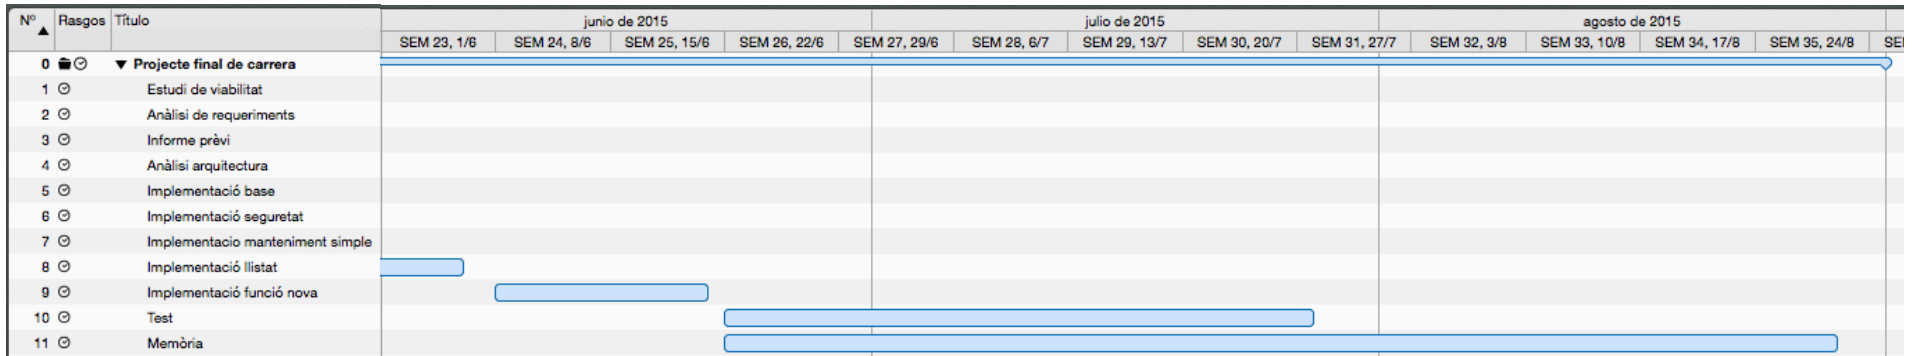 Nº Rasgos Título junio de 2015 julio de 2015 agosto de 2015
SEM 23, 1/6 SEM 24, 8/6 SEM 25, 15/6 SEM 26, 22/6 SEM 27, 29/6 SEM 28, 6/7 SEM 29, 13/7 SEM 30, 20/7 SEM 31, 27/7 SEM 32, 3/8 SEM 33, 10/8 SEM 34, 17/8 SEM 35, 24/8 SE
0 Projecte final de carrera
1 Estudi de viabilitat
2 Anàlisi de requeriments
3 Informe prèvi
4 Anàlisi arquitectura
5 Implementació base
6 Implementació seguretat
7 Implementacio manteniment simple
8 Implementació llistat
9 Implementació funció nova
10 Test
11 Memòria